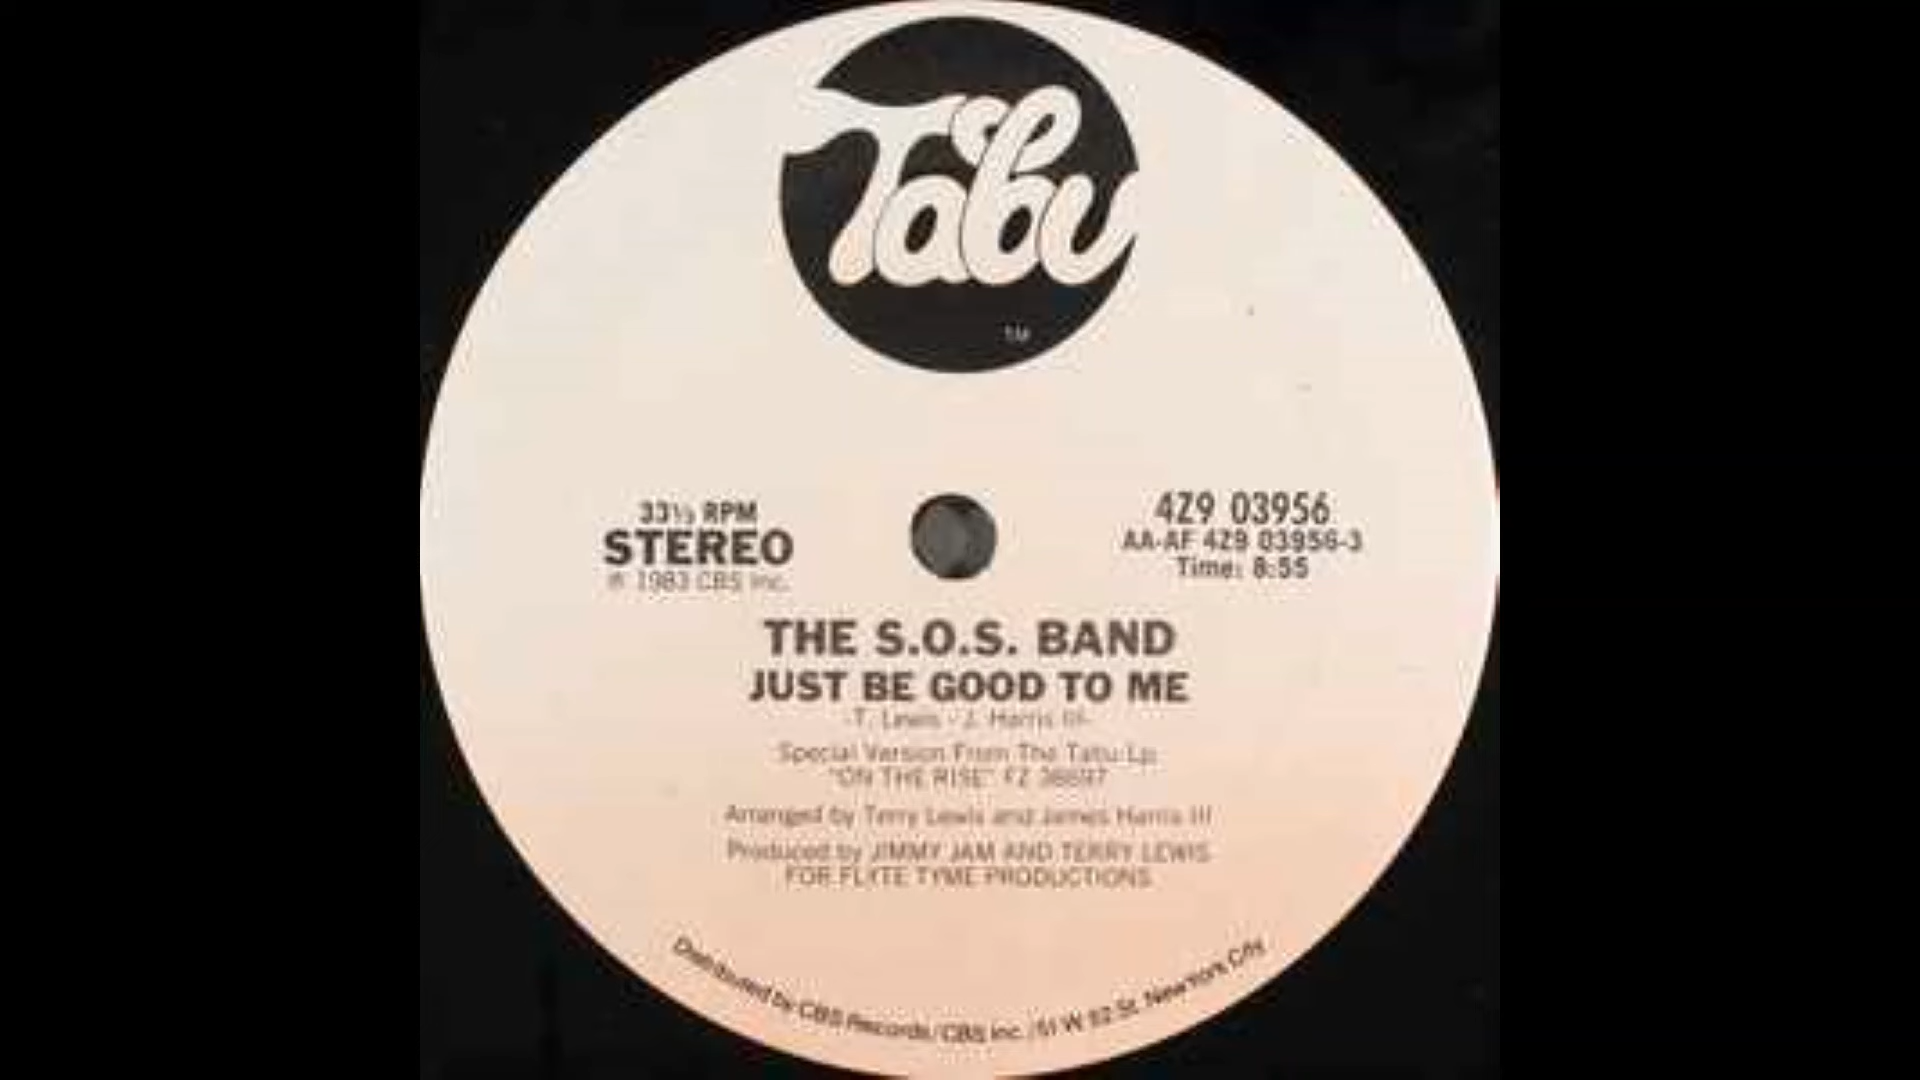 Tabu
TM
33⅓ RPM
STEREO
℗ 1983 CBS Inc.
4Z9 03956
AA-AF 4Z9 03956-3
Time: 8:55
THE S.O.S. BAND
JUST BE GOOD TO ME
-T. Lewis - J. Harris III-
Special Version From The Tabu Lp
"ON THE RISE" FZ 38697
Arranged by Terry Lewis and James Harris III
Produced by JIMMY JAM AND TERRY LEWIS
FOR FLYTE TYME PRODUCTIONS
Distributed by CBS Records/CBS Inc./51 W 52 St. New York City